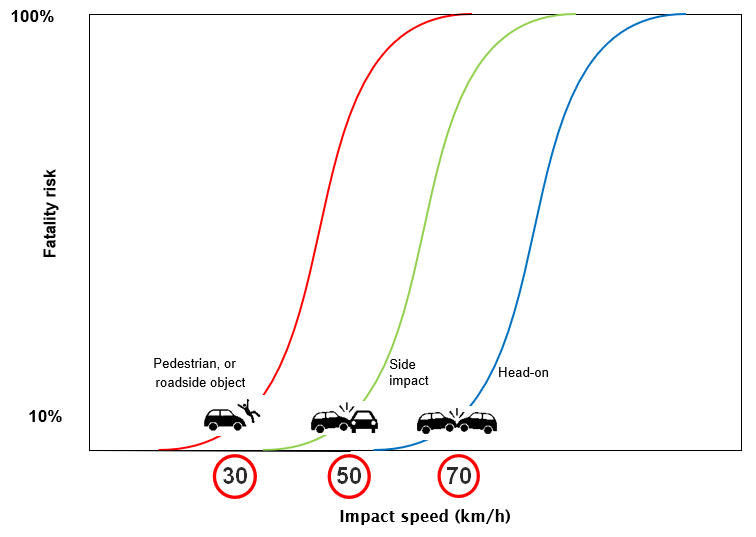 100%
Fatality risk
Pedestrian, or
roadside object
Side
impact
Head-on
10%
30
50
70
Impact speed (km/h)